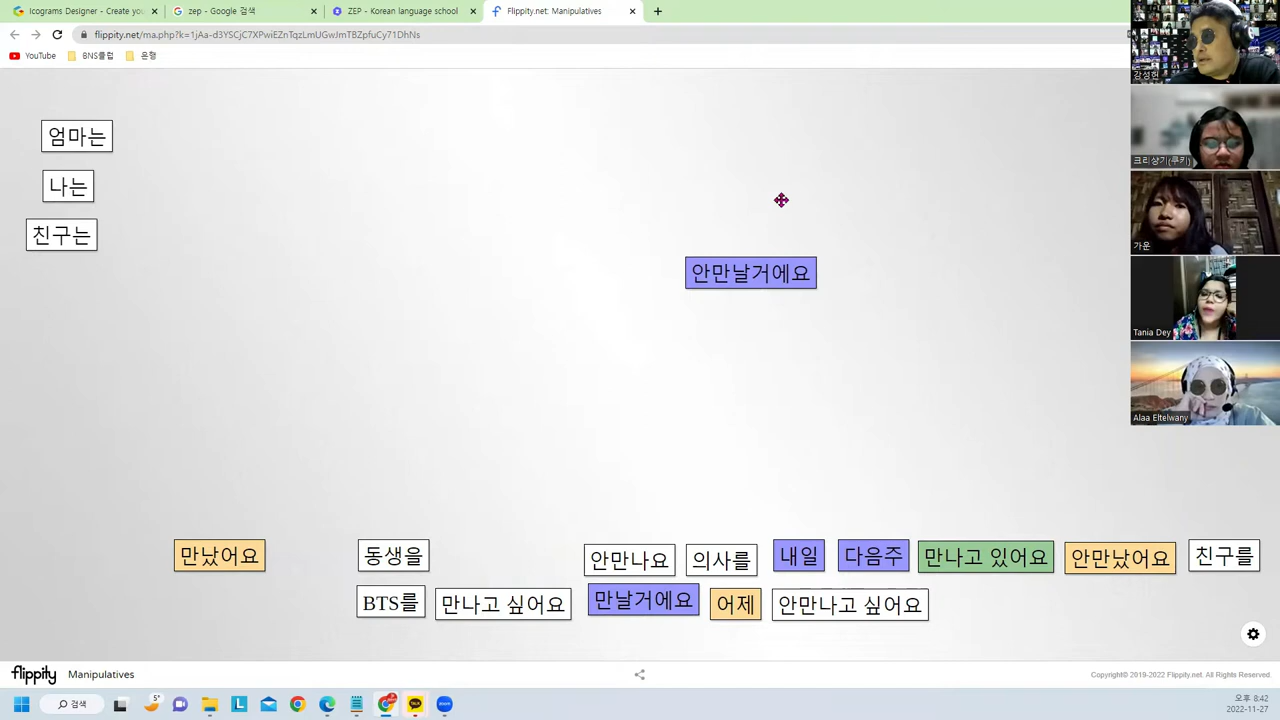 Icograms Designer - Create you
zep - Google 검색
ZEP - Korean language school
Flippity.net: Manipulatives
flippity.net/ma.php?k=1jAa-d3YSCjC7XPwiEZnTqzLmUGwJmTBZpfuCy71DhNs
YouTube
BNS클럽
은행
강성헌
엄마는
크리샹기(쿠키)
나는
친구는
가운
안만날거에요
Tania Dey
Alaa Eltelwany
만났어요
동생을
안만나요
의사를
내일
다음주
만나고 있어요
안만났어요
친구를
BTS를
만나고 싶어요
만날거에요
어제
안만나고 싶어요
flippity
Manipulatives
Copyright© 2019-2022 Flippity.net. All Rights Reserved.
검색
5°
오후 8:42
2022-11-27